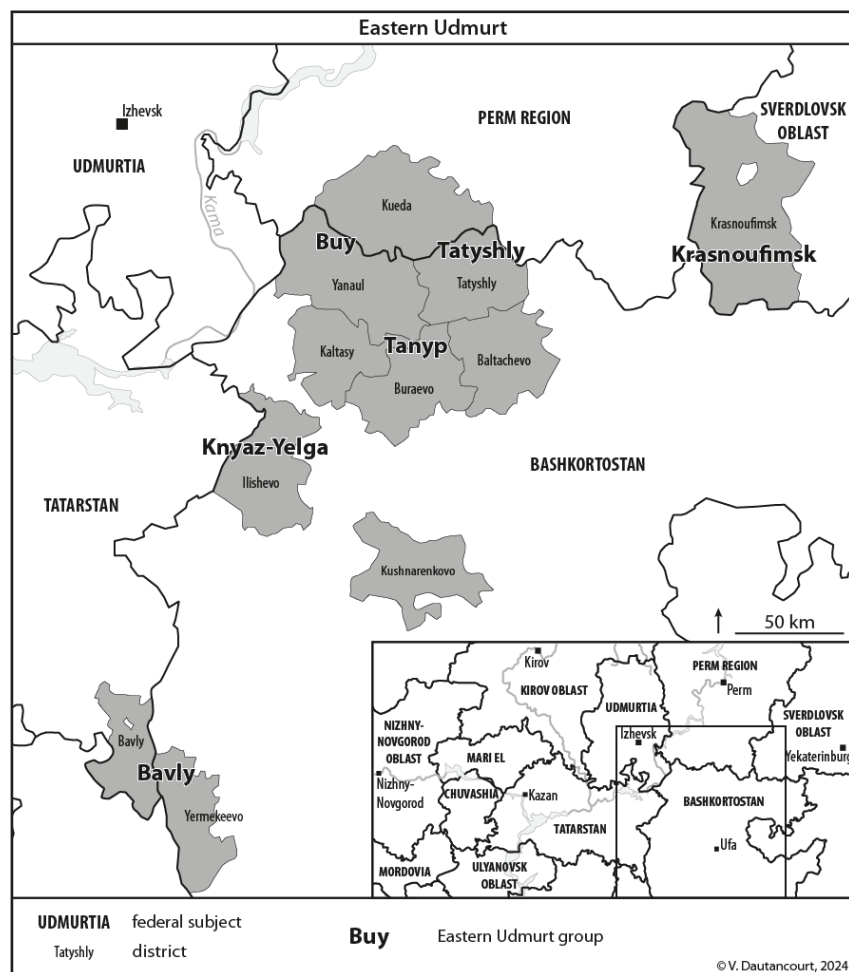 Eastern Udmurt
Izhevsk
UDMURTIA
Kama
PERM REGION
SVERDLOVSK
OBLAST
Kueda
Krasnoufimsk
Krasnoufimsk
Buy
Tatyshly
Yanaul
Tatyshly
Kaltasy
Tanyp
Baltachevo
Buraevo
Knyaz-Yelga
Ilishevo
BASHKORTOSTAN
TATARSTAN
Kushnarenkovo
50 km
Bavly
Bavly
Yermekeevo
Kirov
KIROV OBLAST
PERM REGION
Perm
UDMURTIA
NIZHNY-
NOVGOROD
OBLAST
SVERDLOVSK
OBLAST
Izhevsk
MARI EL
Yekaterinburg
Nizhny-
Novgorod
CHUVASHIA
Kazan
BASHKORTOSTAN
TATARSTAN
Ufa
MORDOVIA
ULYANOVSK
OBLAST
UDMURTIA federal subject
Tatyshly district
Buy Eastern Udmurt group
© V. Dautancourt, 2024